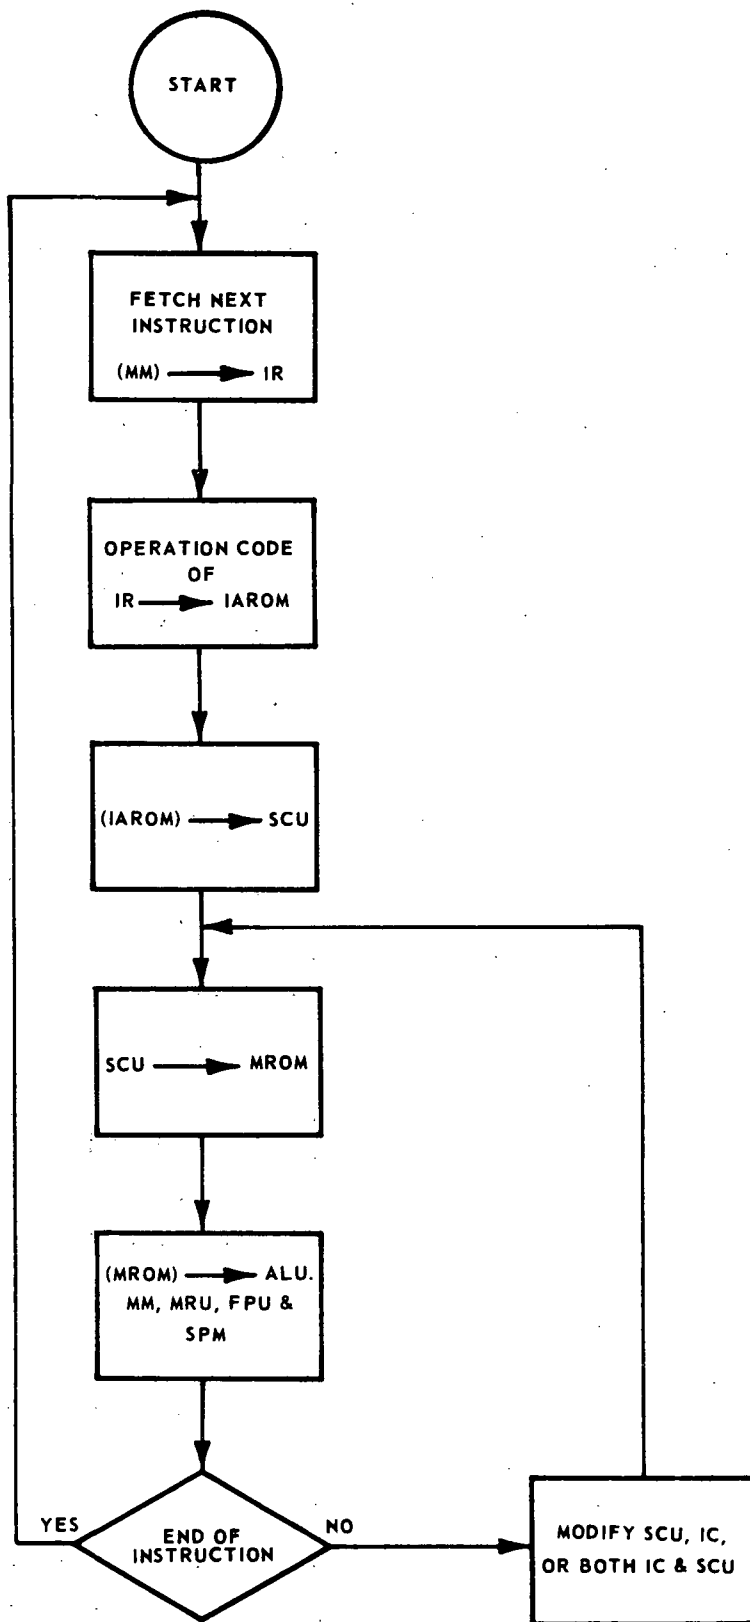 START
FETCH NEXT
INSTRUCTION
(MM) → IR
OPERATION CODE
OF
IR → IAROM
(IAROM) → SCU
SCU → MROM
(MROM) → ALU.
MM, MRU, FPU &
SPM
YES
END OF
INSTRUCTION
NO
MODIFY SCU, IC,
OR BOTH IC & SCU